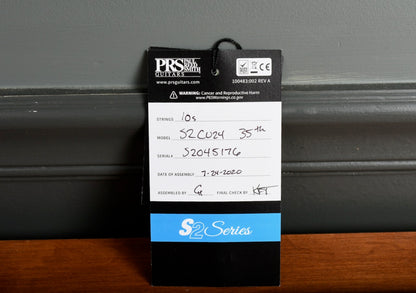 PRS PAUL REED SMITH
GUITARS
www.prsguitars.com
100483:002 REV A
WARNING: Cancer and Reproductive Harm
www.P65Warnings.ca.gov
STRINGS 10s
MODEL S2CU24 35th
SERIAL# S2045176
DATE OF ASSEMBLY 7-24-2020
ASSEMBLED BY FINAL CHECK BY
S2 Series